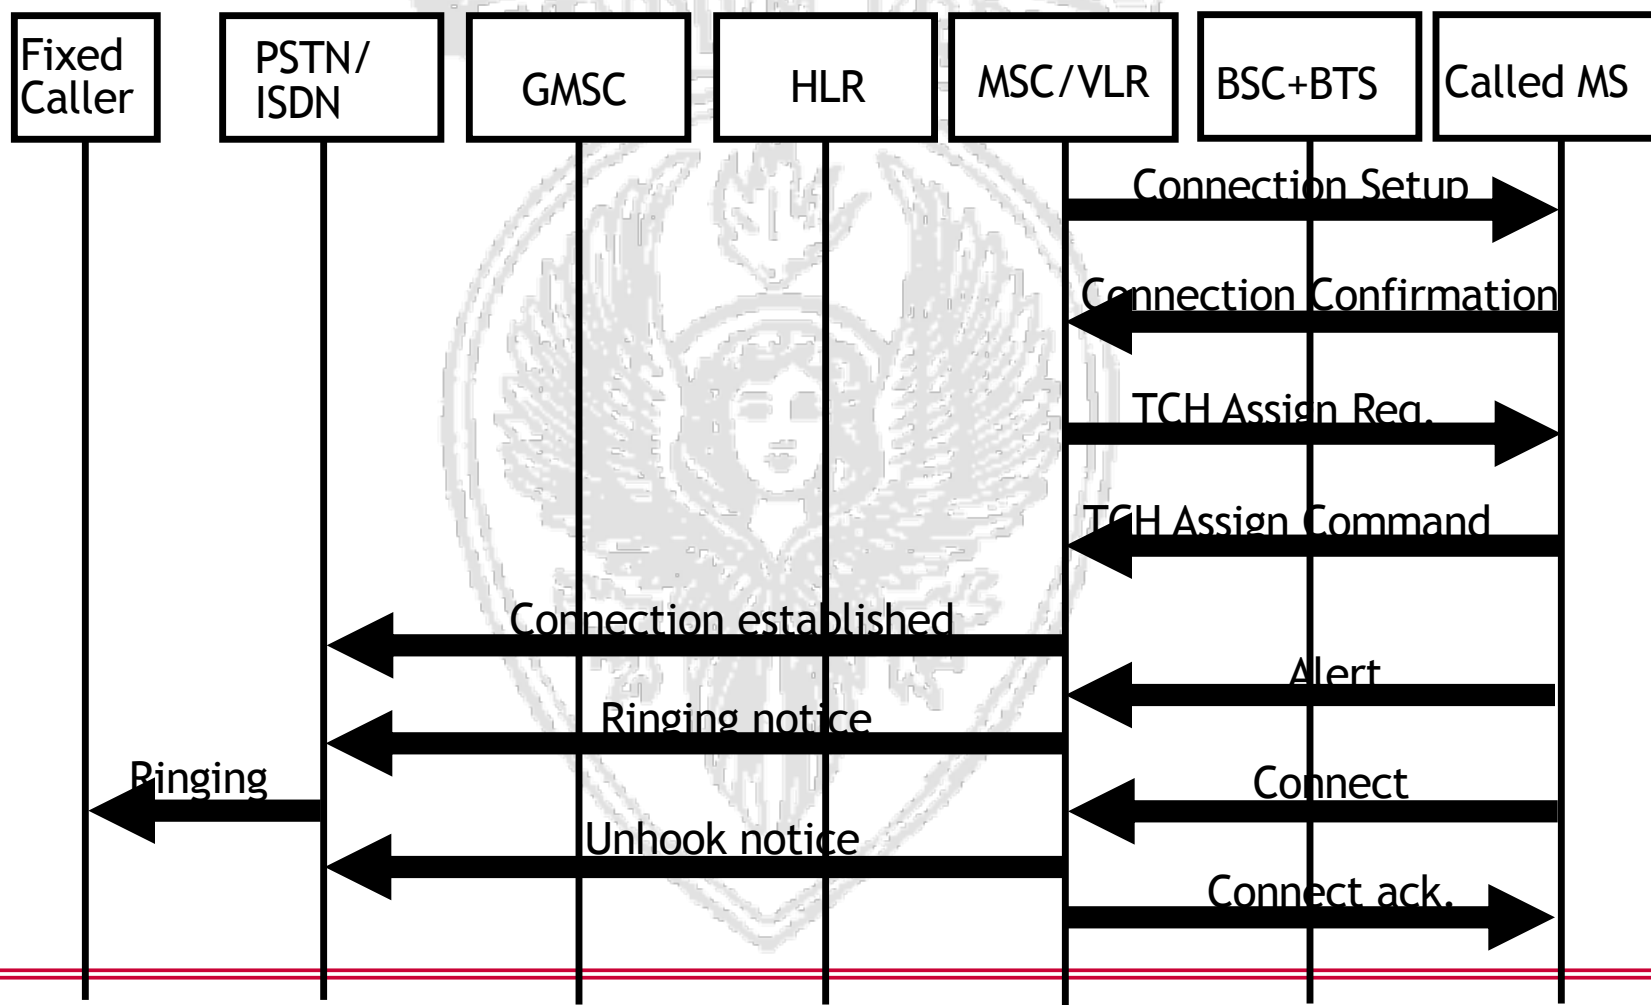 Fixed
Caller
PSTN/
ISDN
GMSC
HLR
MSC/VLR
BSC+BTS
Called MS
Connection Setup
Connection Confirmation
TCH Assign Req.
TCH Assign Command
Connection established
Alert
Ringing notice
Ringing
Connect
Unhook notice
Connect ack.